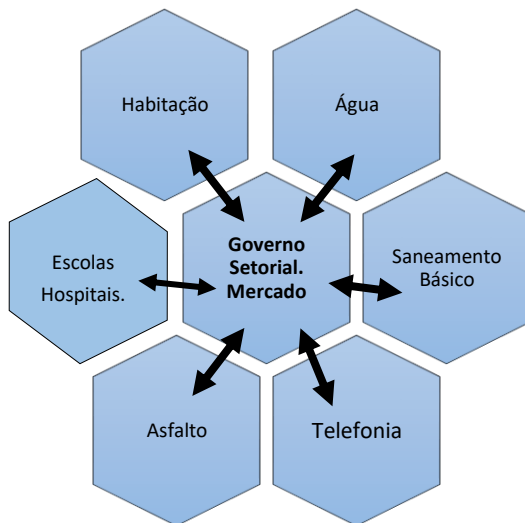 Habitação
Água
Governo
Setorial.
Mercado
Saneamento
Básico
Escolas
Hospitais.
Asfalto
Telefonia